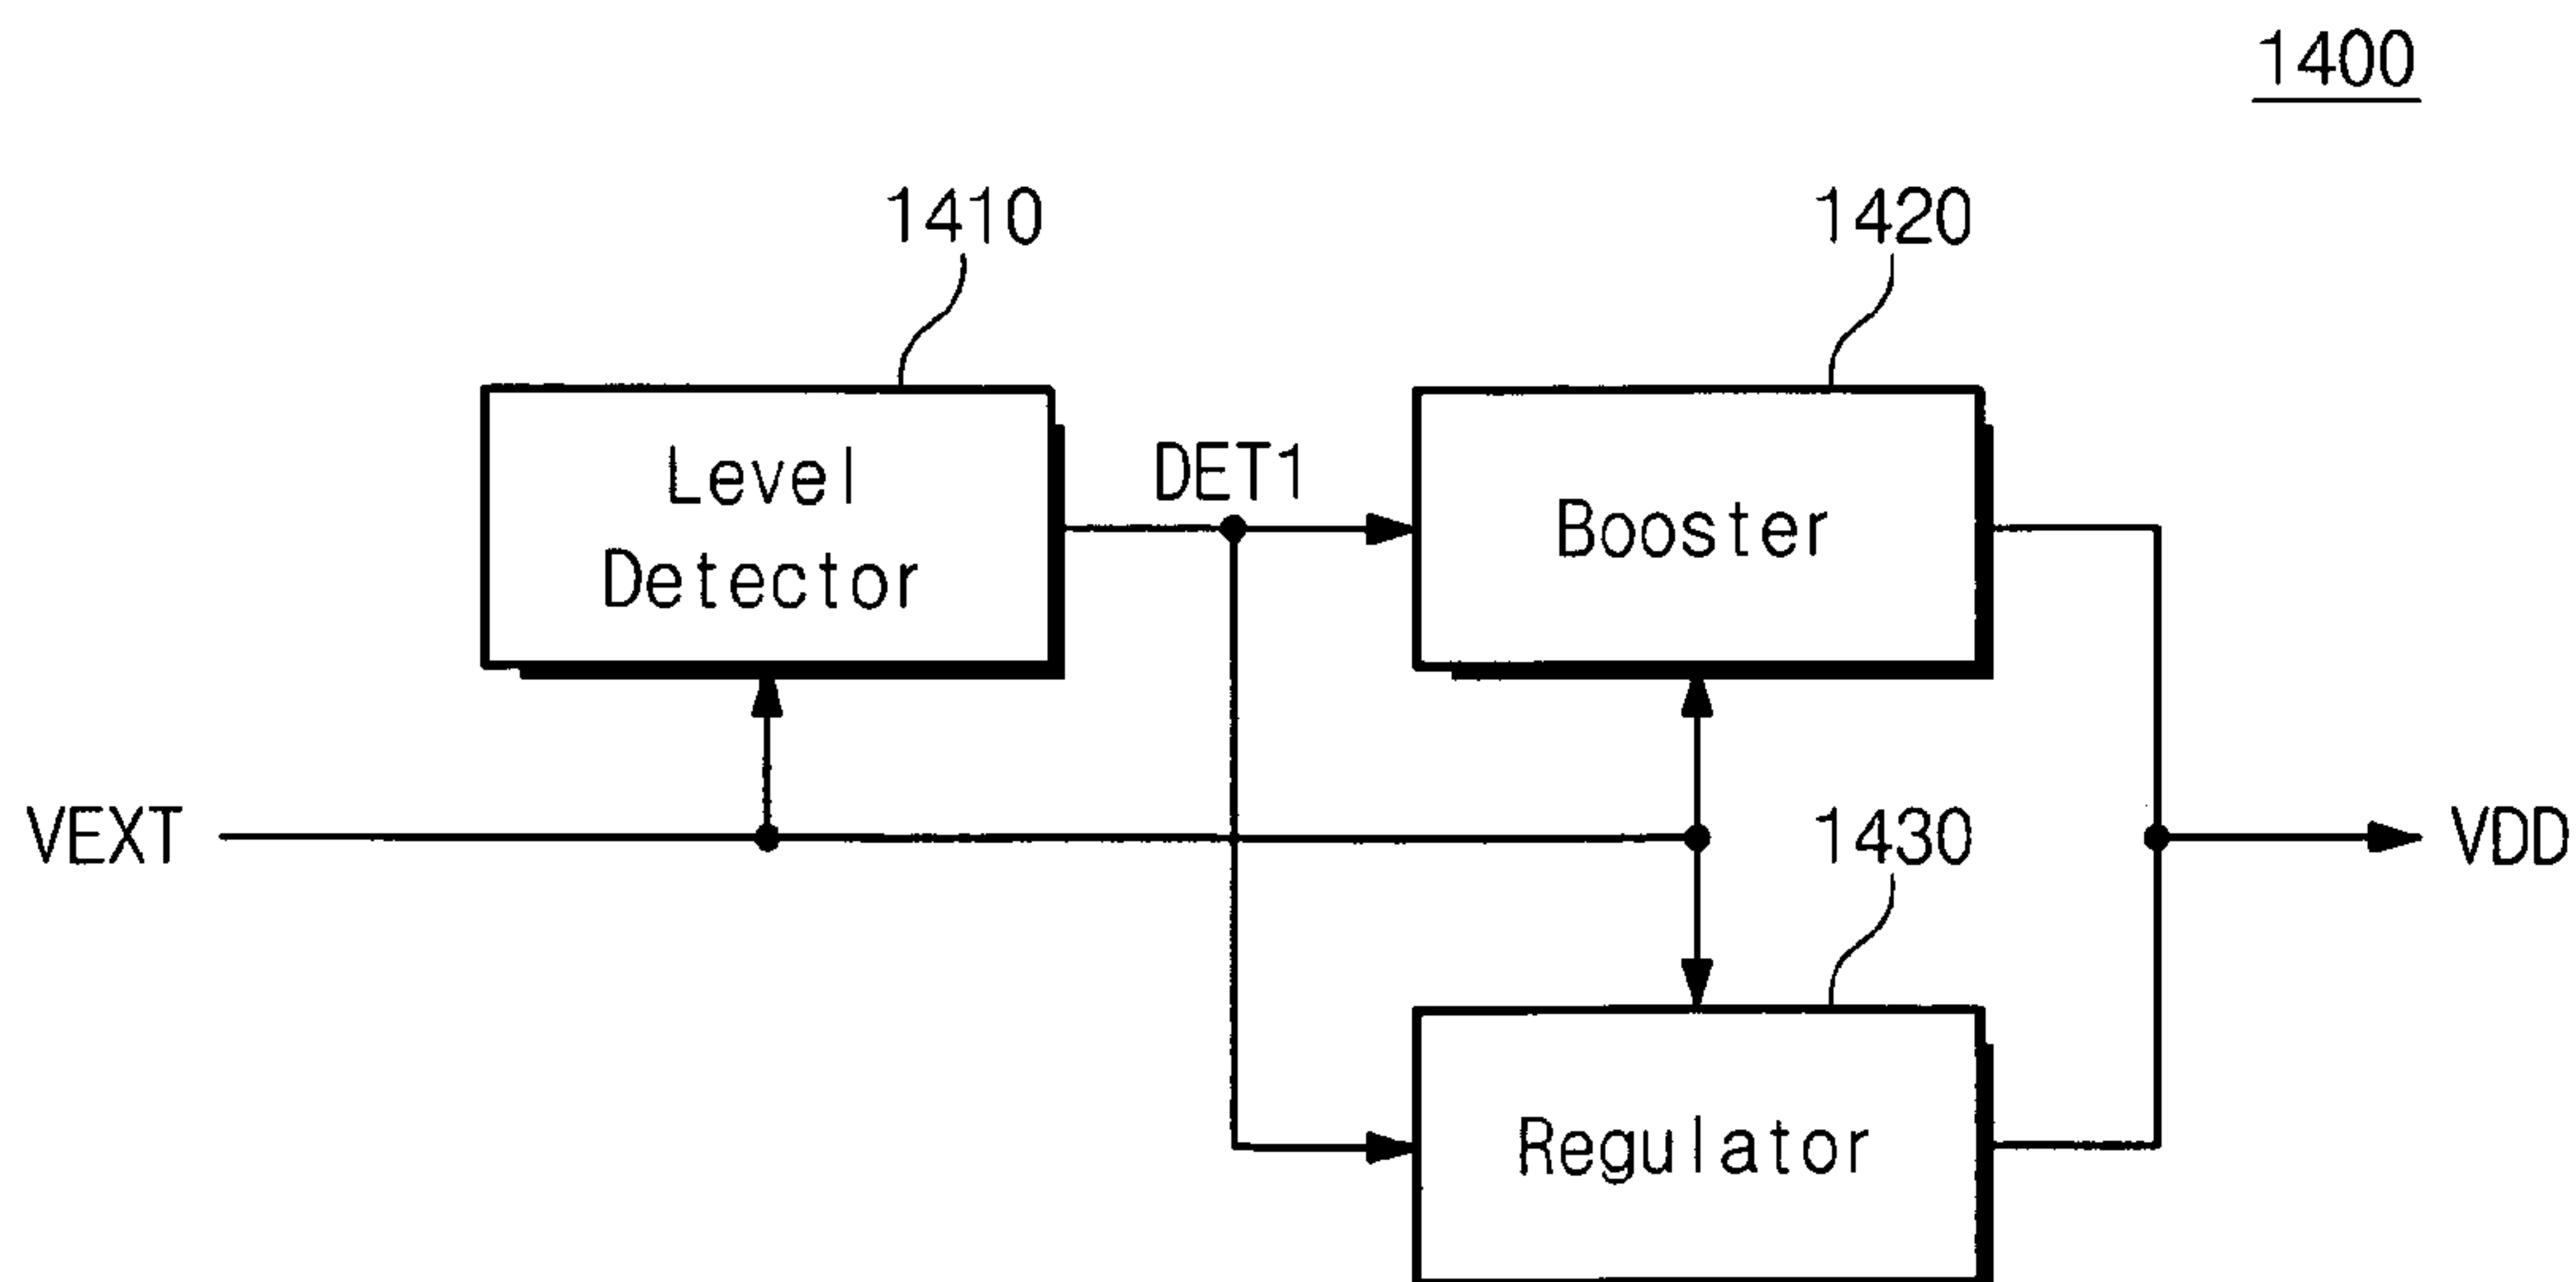 1400
1410
1420
Level
Detector
DET1
Booster
VEXT
1430
VDD
Regulator